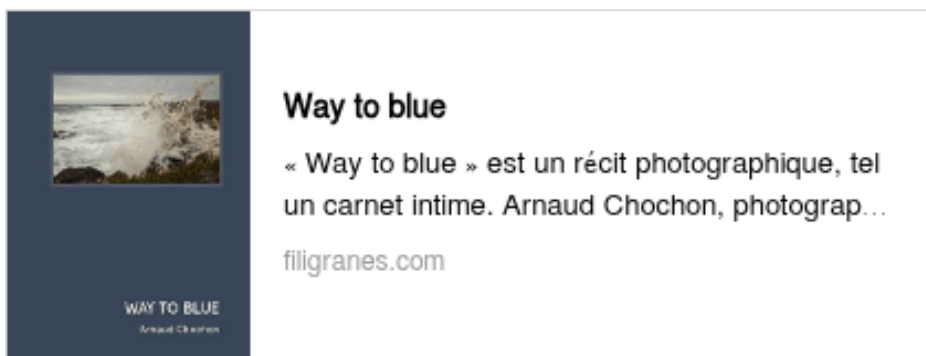 WAY TO BLUE
Arnaud Chochon
Way to blue
« Way to blue » est un récit photographique, tel
un carnet intime. Arnaud Chochon, photograp…
filigranes.com